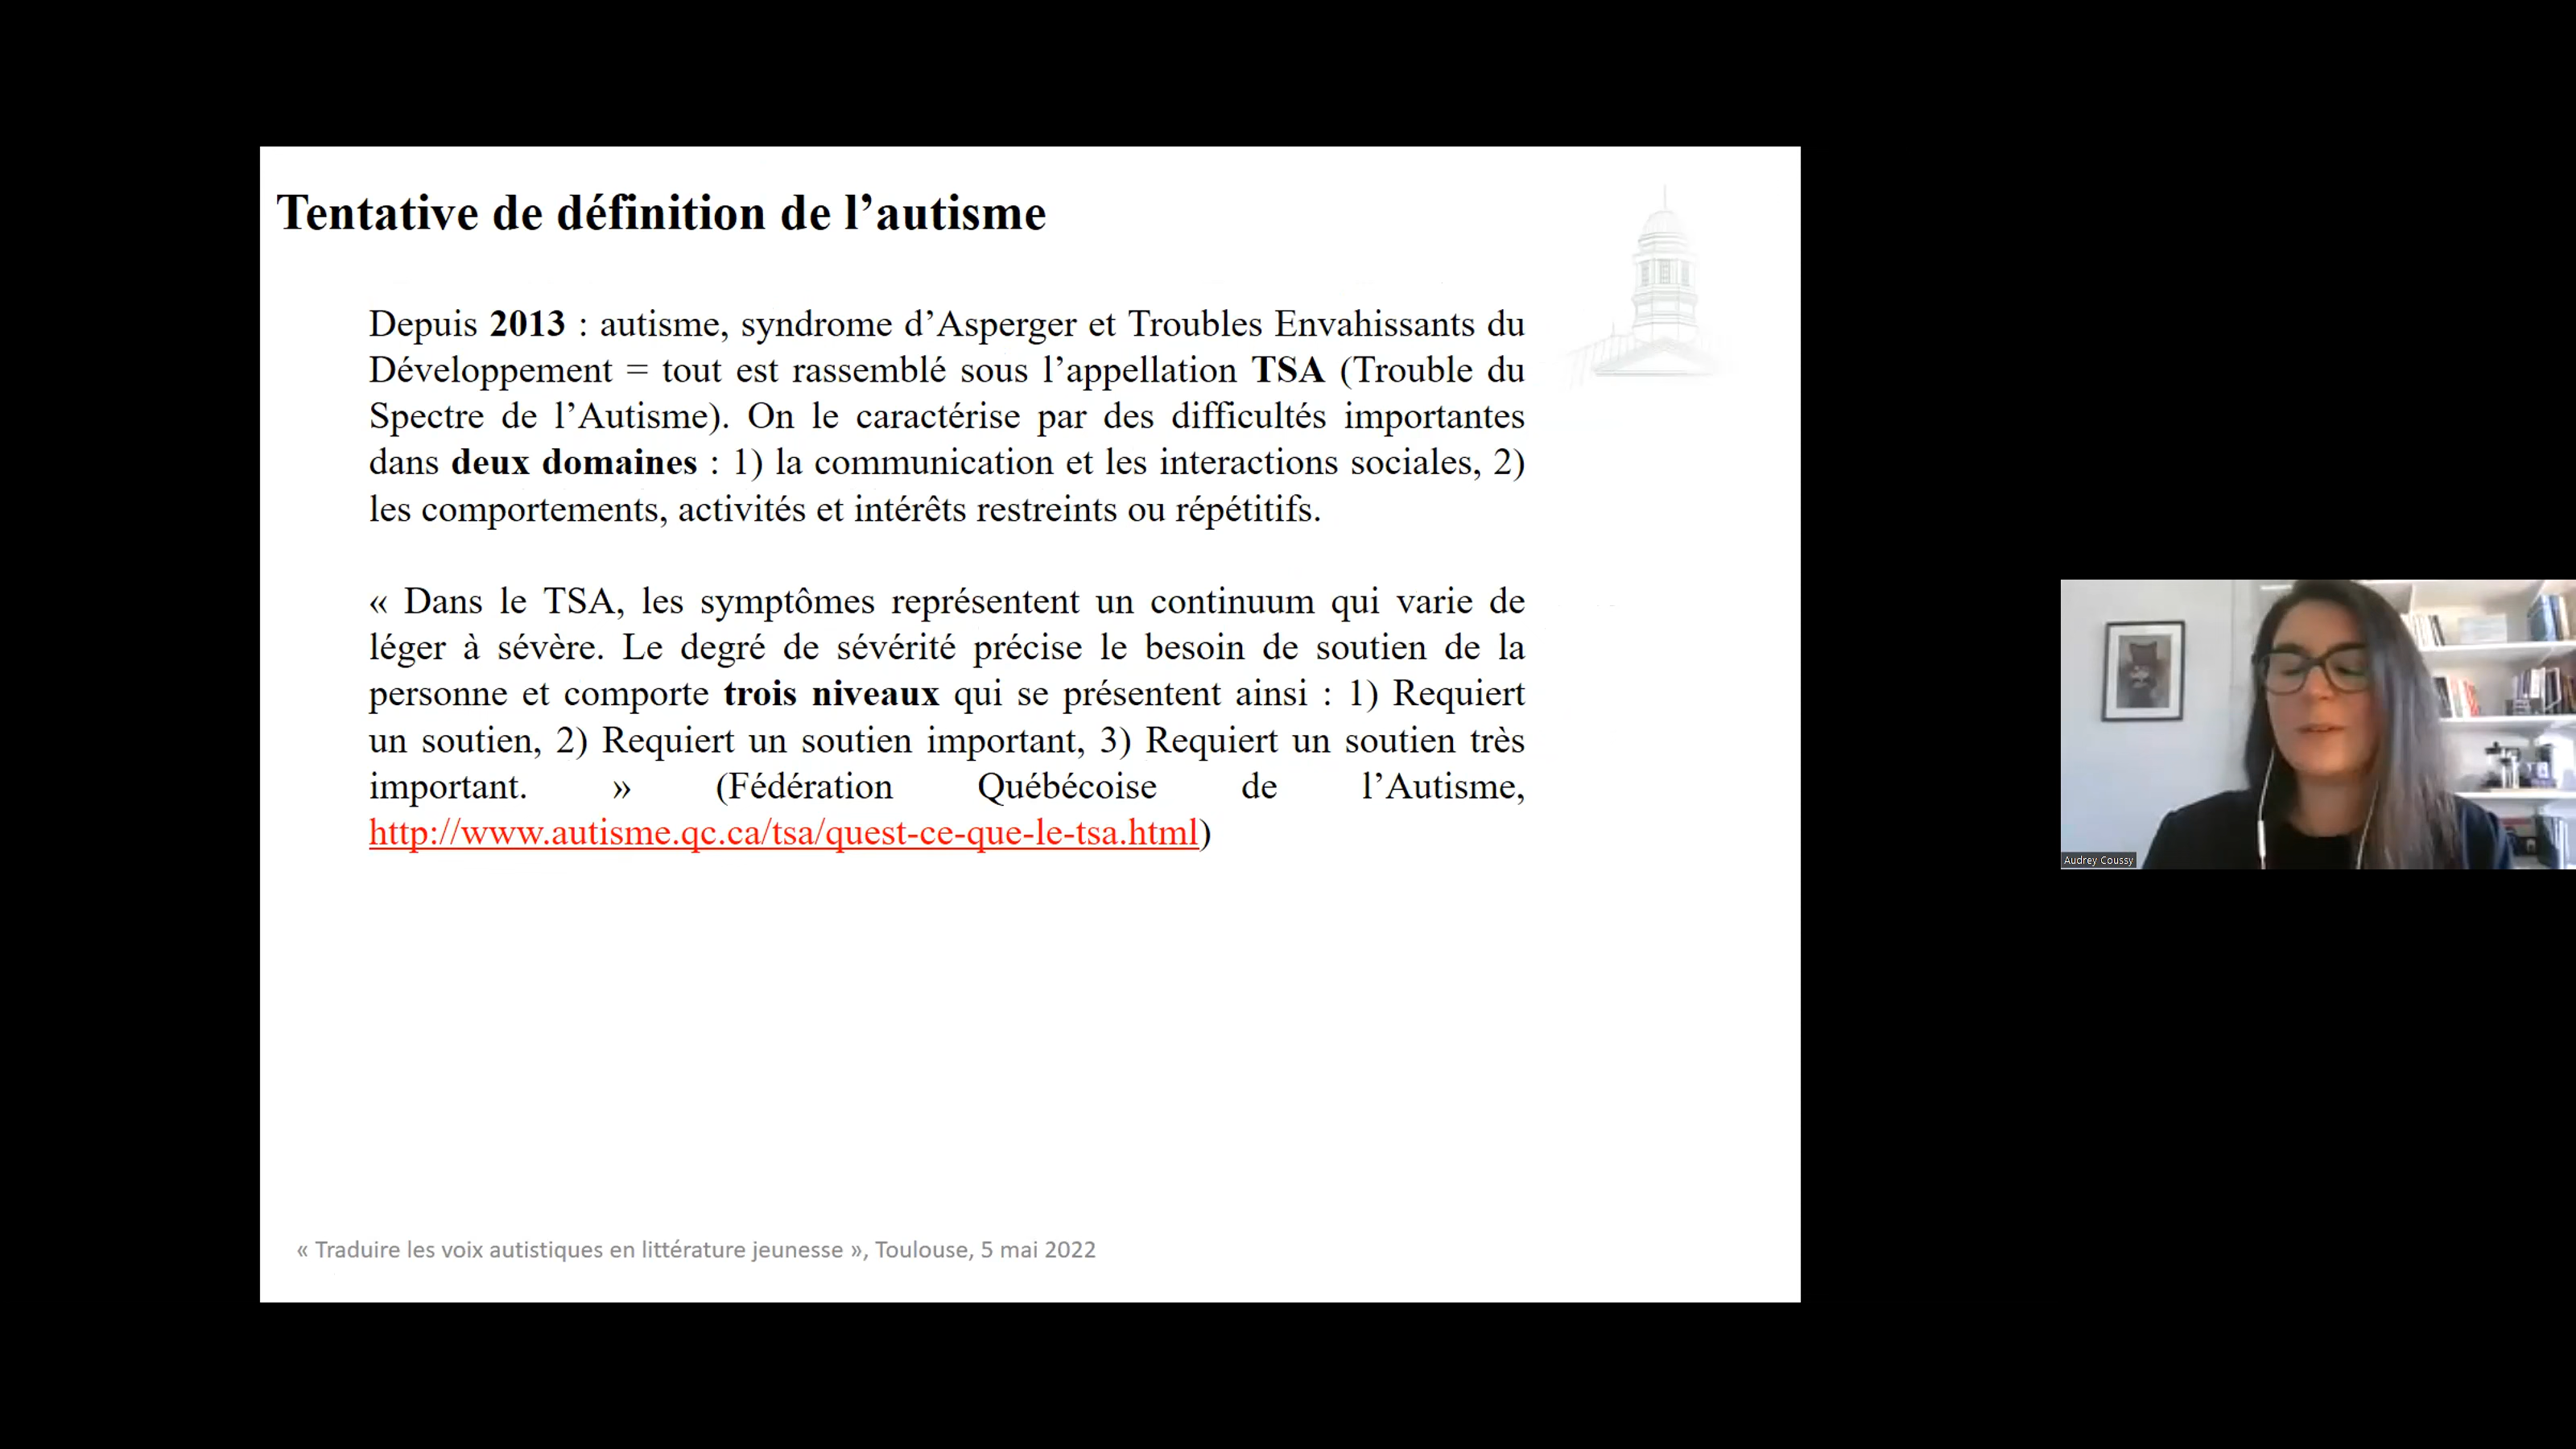 Tentative de définition de l’autisme
Depuis 2013 : autisme, syndrome d’Asperger et Troubles Envahissants du
Développement = tout est rassemblé sous l’appellation TSA (Trouble du
Spectre de l’Autisme). On le caractérise par des difficultés importantes
dans deux domaines : 1) la communication et les interactions sociales, 2)
les comportements, activités et intérêts restreints ou répétitifs.
« Dans le TSA, les symptômes représentent un continuum qui varie de
léger à sévère. Le degré de sévérité précise le besoin de soutien de la
personne et comporte trois niveaux qui se présentent ainsi : 1) Requiert
un soutien, 2) Requiert un soutien important, 3) Requiert un soutien très
important. » (Fédération Québécoise de l’Autisme,
http://www.autisme.qc.ca/tsa/quest-ce-que-le-tsa.html)
« Traduire les voix autistiques en littérature jeunesse », Toulouse, 5 mai 2022
Audrey Coussy